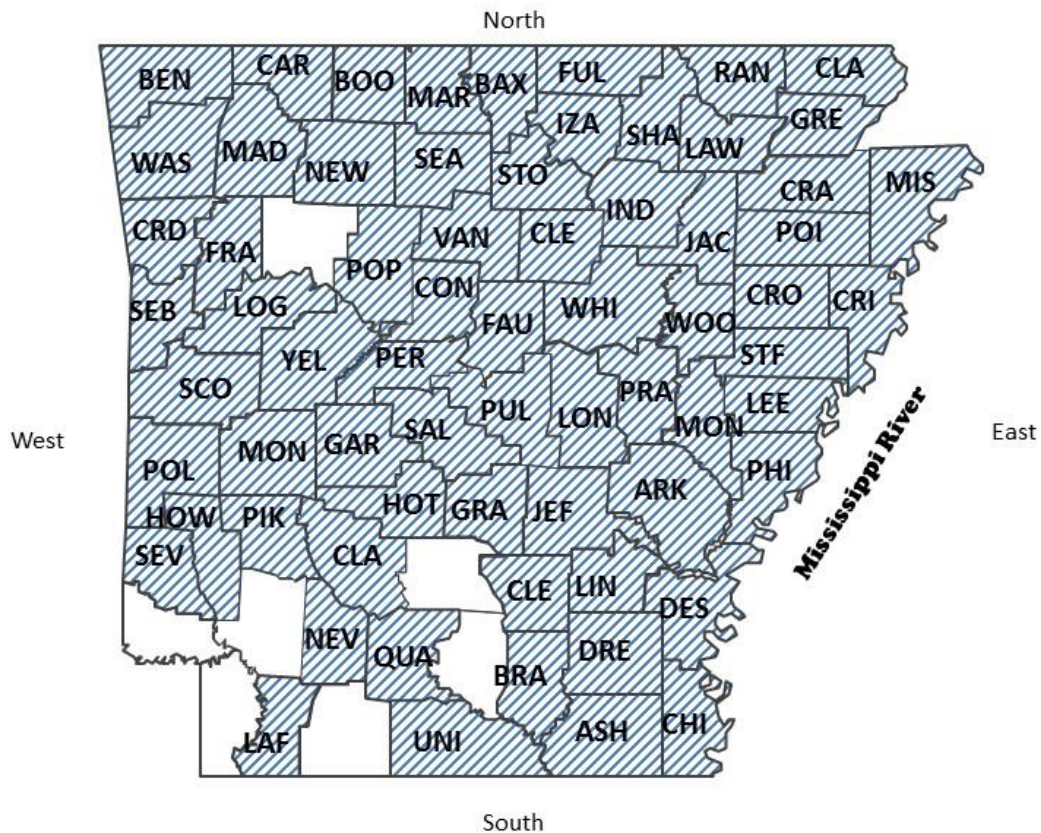 North
BEN
CAR
BOO
MAR
BAX
FUL
RAN
CLA
WAS
MAD
NEW
SEA
STO
IZA
SHA
LAW
GRE
CRD
FRA
POP
VAN
CLE
IND
JAC
CRA
POI
MIS
SEB
LOG
YEL
CON
FAU
WHI
WOO
CRO
CRI
SCO
PER
PUL
LON
PRA
STF
LEE
West
East
POL
MON
GAR
SAL
MON
PHI
Mississippi River
HOW
PIK
HOT
GRA
JEF
ARK
SEV
CLA
CLE
LIN
DES
NEV
QUA
BRA
DRE
LAF
UNI
ASH
CHI
South